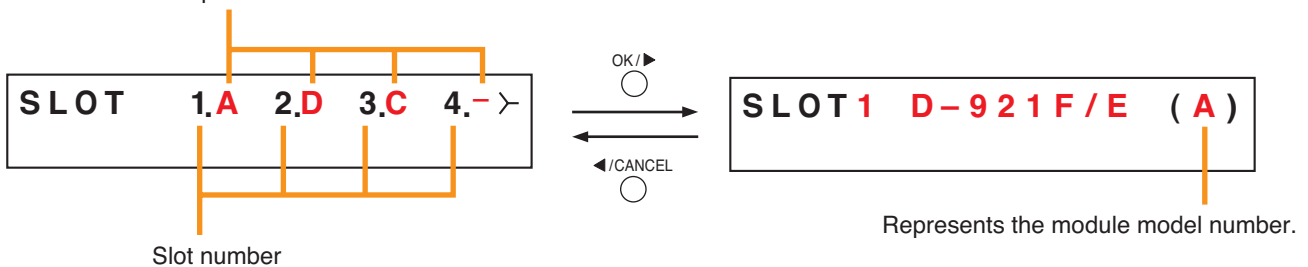 OK/▶
SLOT 1.A 2.D 3.C 4.– ≻
SLOT1 D–921F/E (A)
◀/CANCEL
Represents the module model number.
Slot number